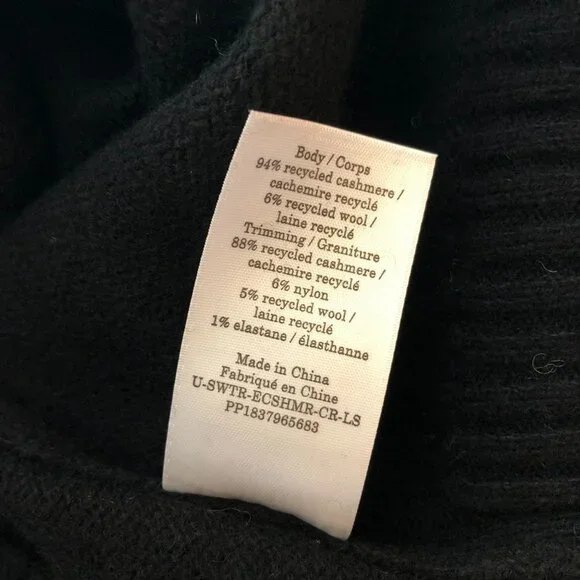 Body / Corps
94% recycled cashmere /
cachemire recyclé
6% recycled wool /
laine recyclé
Trimming / Graniture
88% recycled cashmere /
cachemire recyclé
6% nylon
5% recycled wool /
laine recyclé
1% elastane / élasthanne
Made in China
Fabriqué en Chine
U-SWTR-ECSHMR-CR-LS
PP1837965683